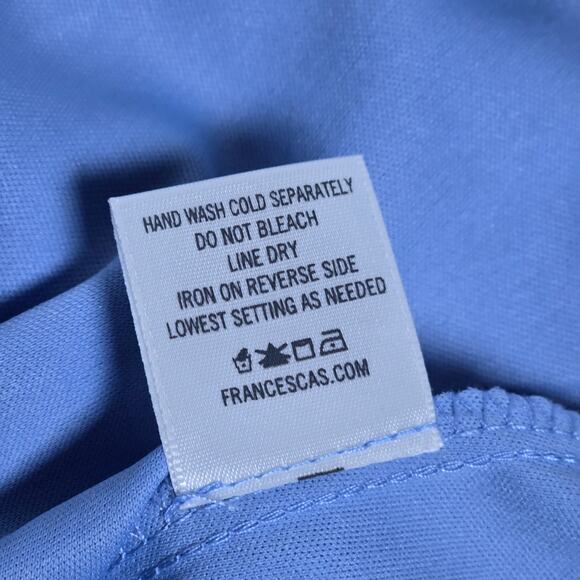 HAND WASH COLD SEPARATELY
DO NOT BLEACH
LINE DRY
IRON ON REVERSE SIDE
LOWEST SETTING AS NEEDED
FRANCESCAS.COM